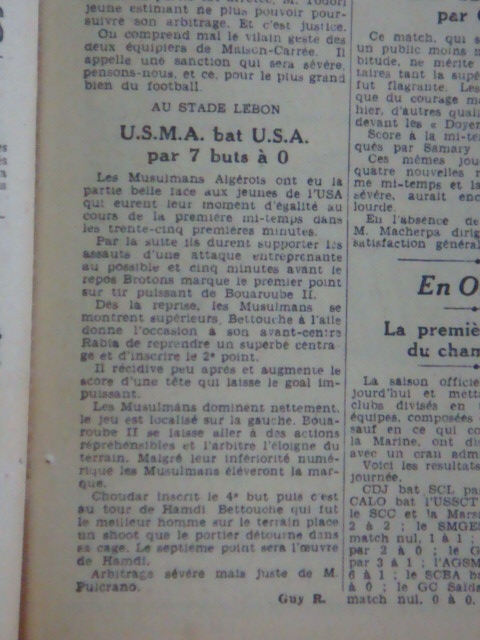 jeune estimant ne plus pouvoir pour-
suivre son arbitrage. Et c'est justice.
On comprend mal le vilain geste des
deux équipiers de Maison-Carrée. Il
appelle une sanction qui sera sévère,
pensons-nous, et ce, pour le plus grand
bien du football.
AU STADE LEBON
U.S.M.A. bat U.S.A.
par 7 buts à 0
Les Musulmans Algérois ont eu la
partie belle face aux jeunes de l'USA
qui eurent leur moment d'égalité au
cours de la première mi-temps dans
les trente-cinq premières minutes.
Par la suite ils durent supporter les
assauts d'une attaque entreprenante
au possible et cinq minutes avant le
repos Brotons marque le premier point
sur tir puissant de Bouaroube II.
Dès la reprise, les Musulmans se
montrent supérieurs. Bettouche à l'aile
donne l'occasion à son avant-centre
Rabia de reprendre un superbe centra-
ge et d'inscrire le 2e point.
Il récidive peu après et augmente le
score d'une tête qui laisse le goal im-
puissant.
Les Musulmans dominent nettement,
le jeu est localisé sur la gauche. Boua-
roube II se laisse aller à des actions
répréhensibles et l'arbitre l'éloigne du
terrain. Malgré leur infériorité numé-
rique les Musulmans élèveront la mar-
que.
Choudar inscrit le 4e but puis c'est
au tour de Hamdi. Bettouche qui fut
le meilleur homme sur le terrain place
un shoot que le portier détourne dans
sa cage. Le septième point sera l'œuvre
de Hamdi.
Arbitrage sévère mais juste de M.
Fulcrano.
Guy R.
par
Ce match, qui s
un public moins n
bitude, ne mérite
taires tant la supé
fut flagrante. Les
que du courage m
hier, d'autres quali
devant les « Doyen
Score à la mi-te
qués par Samary
Ces mêmes jou
quatre nouvelles
me mi-temps et la
sévère, aurait enc
lourde.
En l'absence de
M. Macherpa dirig
satisfaction général
En O
La premiè
du cham
La saison officie
jourd'hui et mett
clubs divisés en
équipes, composées
sauf en ce qui co
la Marine, ont di
avec un cran adm
Voici les résultats
journée.
CDJ bat SCL pa
CALO bat l'USSCT
le SCC et la Mars
2 à 2 ; le SMGE
match nul, 1 à 1 ;
par 2 à 0 ; le G
par 3 à 1 ; l'AGSM
6 à 1 ; le SCBA b
à 0 ; le GC Saïda
match nul, 0 à 0.